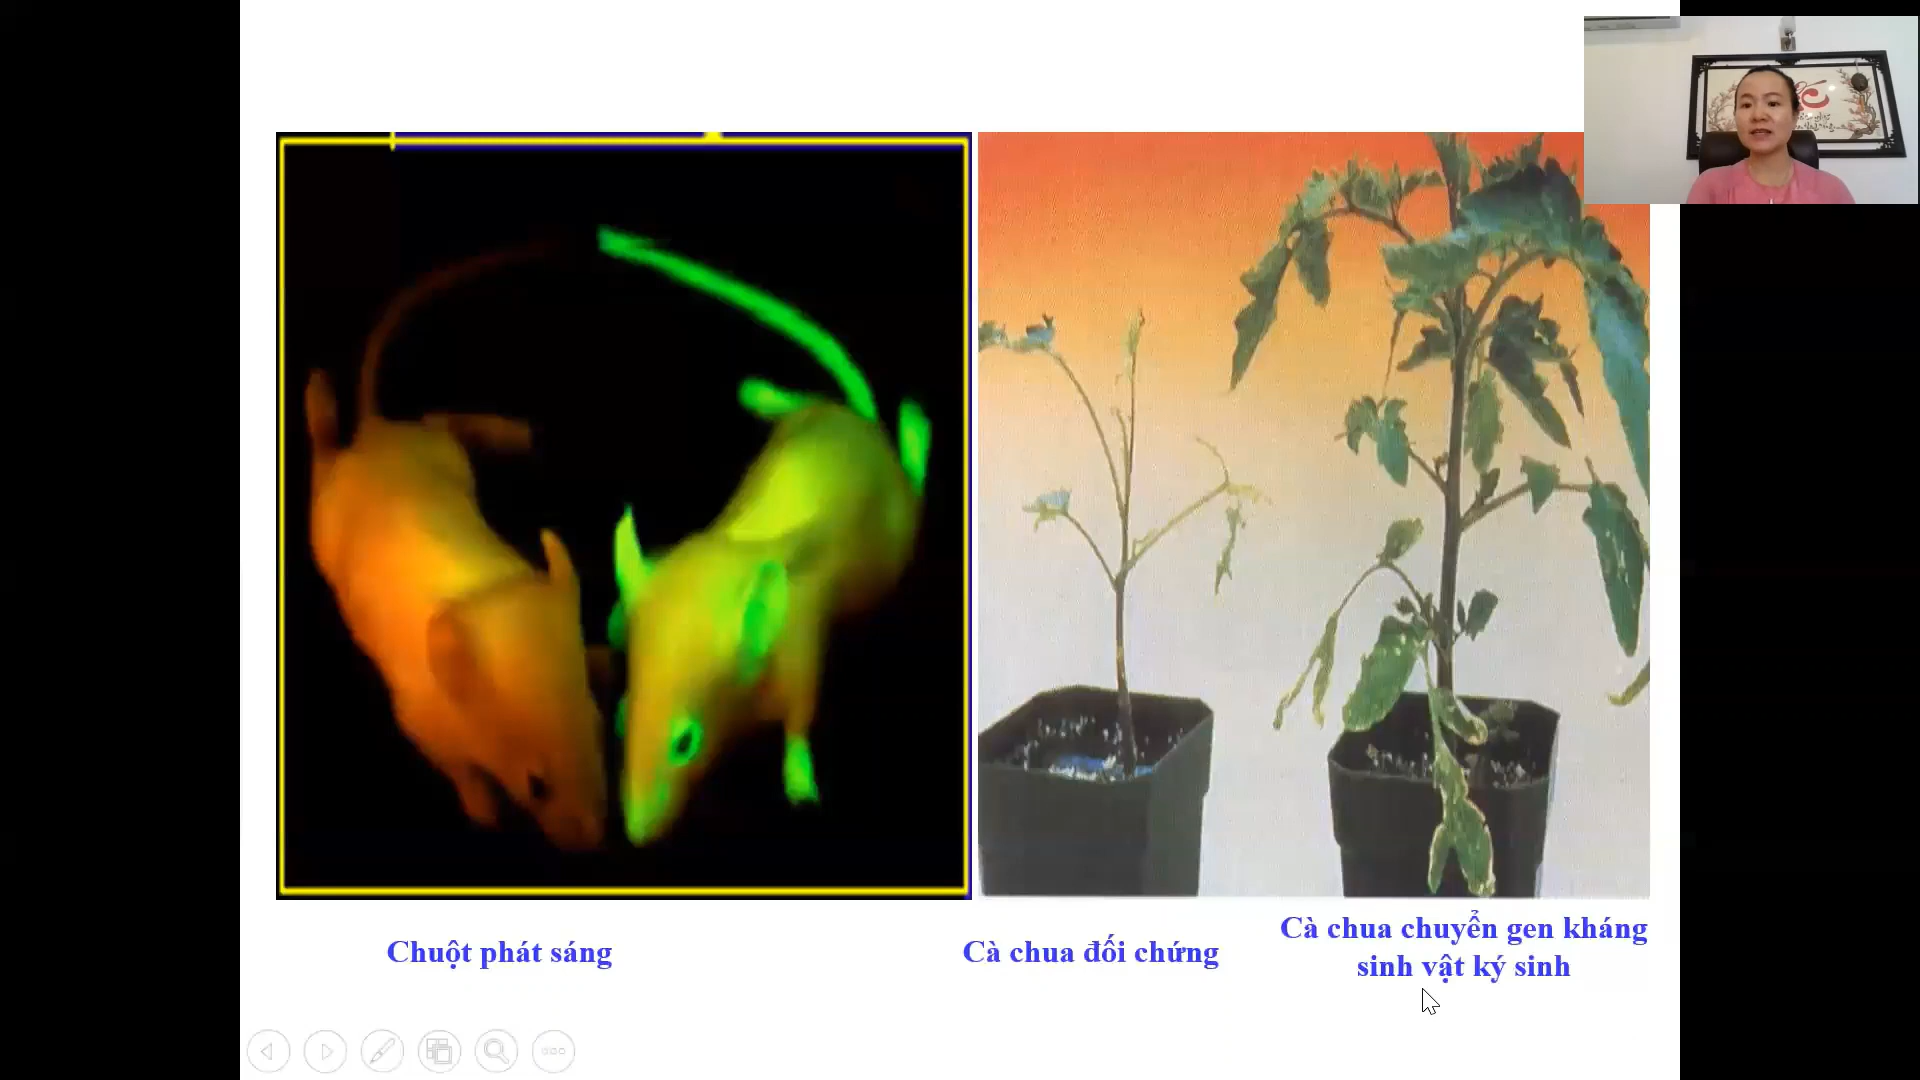 Chuột phát sáng
Cà chua đối chứng
Cà chua chuyển gen kháng
sinh vật ký sinh